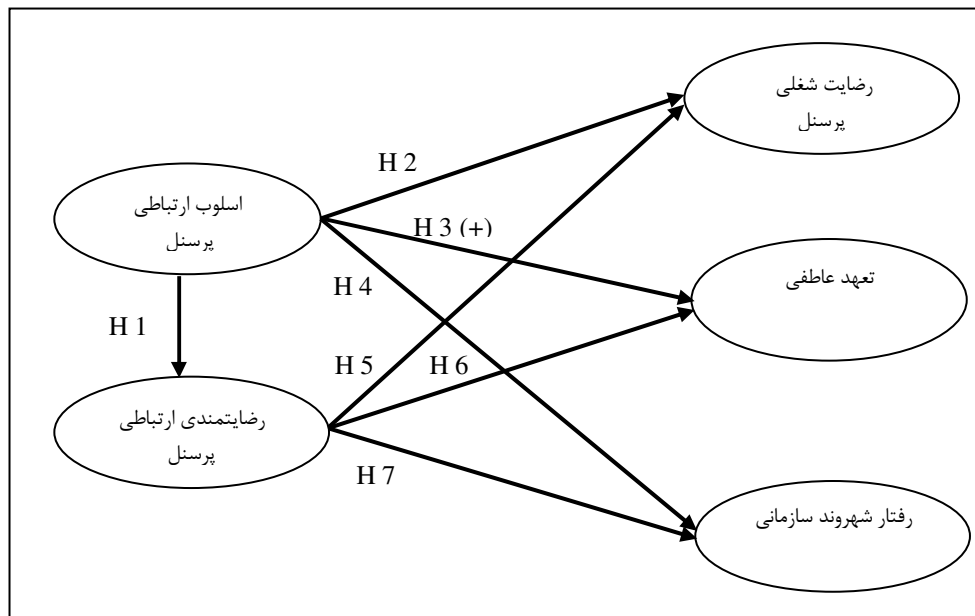 رضایت شغلی
پرسنل
H 2
اسلوب ارتباطی
پرسنل
H 3 (+)
تعهد عاطفی
H 4
H 1
H 5
H 6
رضایتمندی ارتباطی
پرسنل
H 7
رفتار شهروند سازمانی